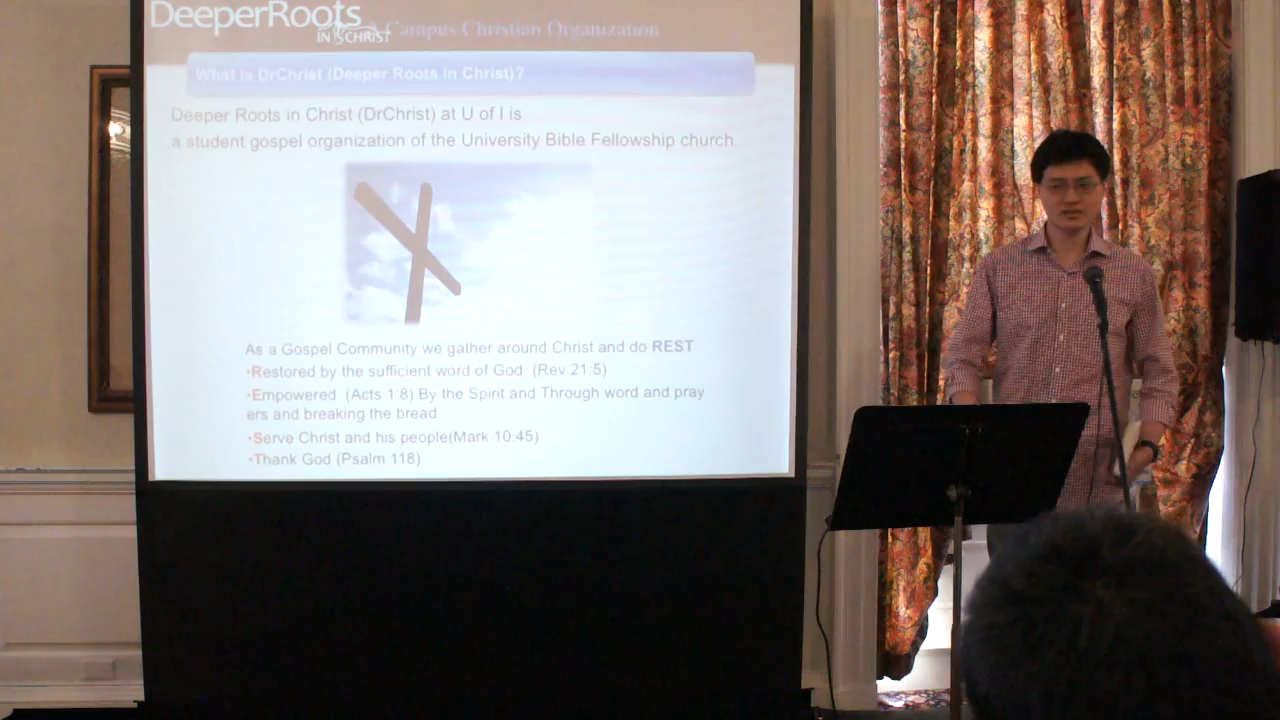 DeeperRoots
IN CHRIST Campus Christian Organization
What is DrChrist (Deeper Roots in Christ)?
Deeper Roots in Christ (DrChrist) at U of I is
a student gospel organization of the University Bible Fellowship church.
As a Gospel Community we gather around Christ and do REST
•Restored by the sufficient word of God (Rev 21:5)
•Empowered (Acts 1:8) By the Spirit and Through word and pray
ers and breaking the bread
•Serve Christ and his people(Mark 10:45)
•Thank God (Psalm 118)